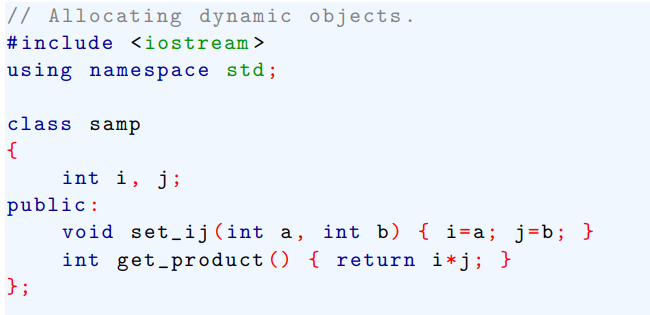 // Allocating dynamic objects.
#include <iostream>
using namespace std;
class samp
{
    int i, j;
public:
    void set_ij(int a, int b) { i=a; j=b; }
    int get_product() { return i*j; }
};